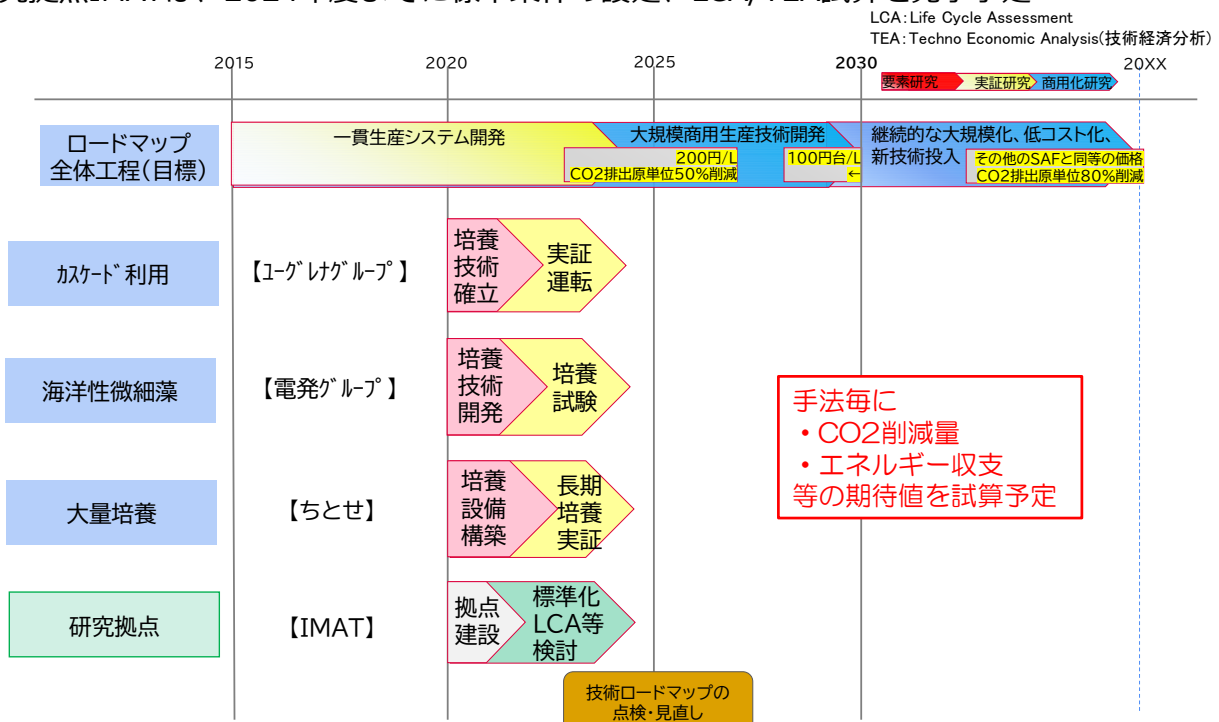 LCA:Life Cycle Assessment
TEA:Techno Economic Analysis(技術経済分析)
2015
2020
2025
2030
20XX
要素研究
実証研究
商用化研究
ロードマップ
全体工程(目標)
一貫生産システム開発
大規模商用生産技術開発
200円/L
CO2排出原単位50%削減
100円台/L
←
継続的な大規模化、低コスト化、
新技術投入
その他のSAFと同等の価格
CO2排出原単位80%削減
ｶｽｹｰﾄﾞ利用
【ﾕｰｸﾞﾚﾅｸﾞﾙｰﾌﾟ】
培養
技術
確立
実証
運転
海洋性微細藻
【電発ｸﾞﾙｰﾌﾟ】
培養
技術
開発
培養
試験
手法毎に
・CO2削減量
・エネルギー収支
等の期待値を試算予定
大量培養
【ちとせ】
培養
設備
構築
長期
培養
実証
研究拠点
【IMAT】
拠点
建設
標準化
LCA等
検討
技術ロードマップの
点検・見直し